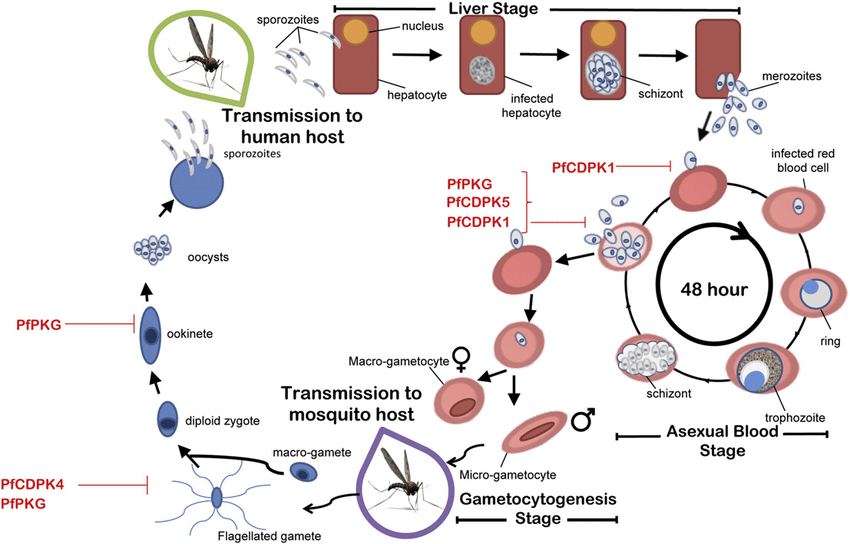 Liver Stage
sporozoites
nucleus
hepatocyte
infected
hepatocyte
schizont
merozoites
Transmission to
human host
sporozoites
PfCDPK1
infected red
blood cell
PfPKG
PfCDPK5
PfCDPK1
oocysts
48 hour
PfPKG
ookinete
ring
Macro-gametocyte
schizont
trophozoite
Transmission to
mosquito host
diploid zygote
Asexual Blood
Stage
macro-gamete
Micro-gametocyte
PfCDPK4
PfPKG
Gametocytogenesis
Stage
Flagellated gamete